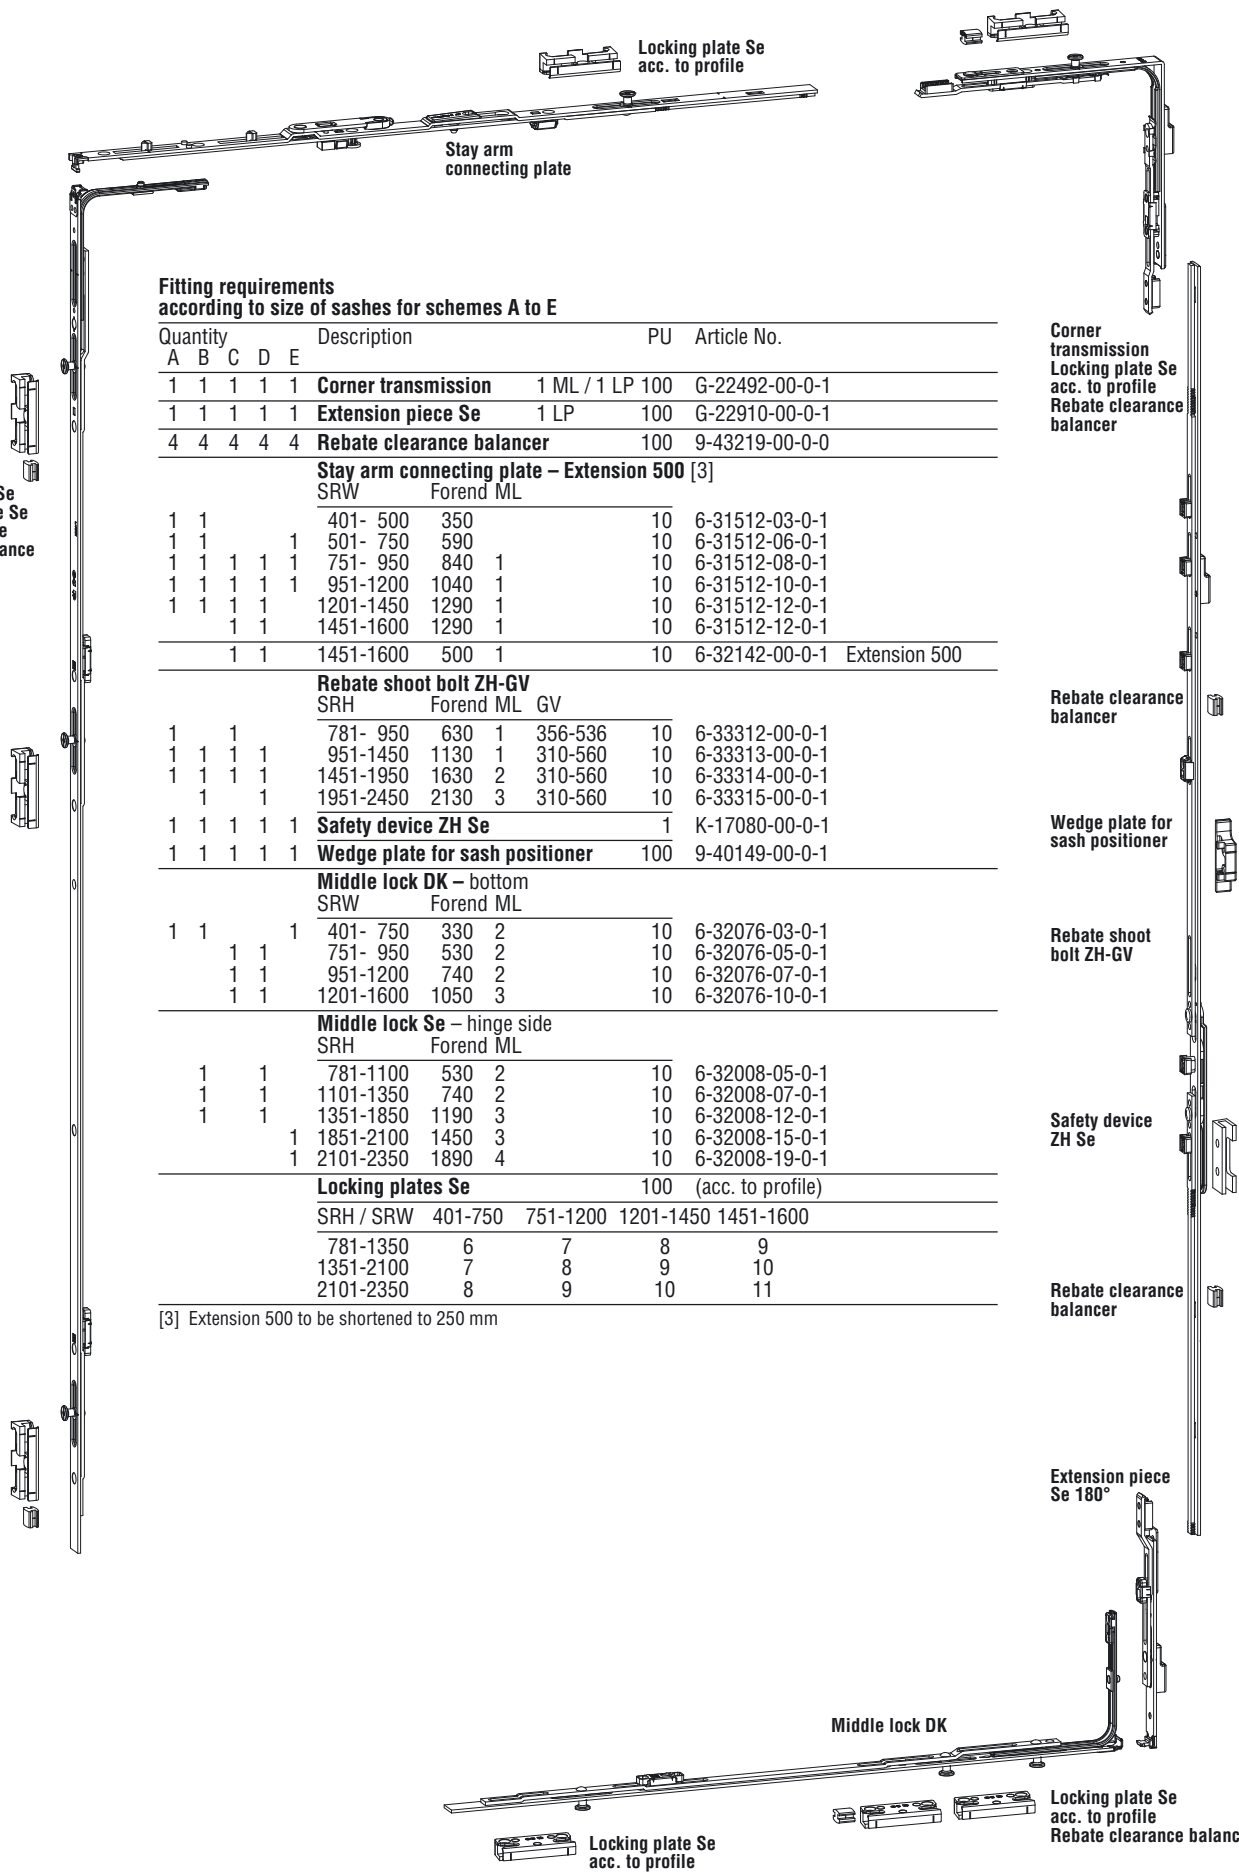 Locking plate Se
acc. to profile
Stay arm
connecting plate
Fitting requirements
according to size of sashes for schemes A to E
Quantity Description PU Article No.
A B C D E
1 1 1 1 1 Corner transmission 1 ML / 1 LP 100 G-22492-00-0-1
1 1 1 1 1 Extension piece Se 1 LP 100 G-22910-00-0-1
4 4 4 4 4 Rebate clearance balancer 100 9-43219-00-0-0
Stay arm connecting plate – Extension 500 [3]
SRW Forend ML
1 1 401- 500 350 10 6-31512-03-0-1
1 1 1 501- 750 590 10 6-31512-06-0-1
1 1 1 1 1 751- 950 840 1 10 6-31512-08-0-1
1 1 1 1 1 951-1200 1040 1 10 6-31512-10-0-1
1 1 1 1 1201-1450 1290 1 10 6-31512-12-0-1
1 1 1451-1600 1290 1 10 6-31512-12-0-1
1 1 1451-1600 500 1 10 6-32142-00-0-1 Extension 500
Rebate shoot bolt ZH-GV
SRH Forend ML GV
1 1 781- 950 630 1 356-536 10 6-33312-00-0-1
1 1 1 1 951-1450 1130 1 310-560 10 6-33313-00-0-1
1 1 1 1 1451-1950 1630 2 310-560 10 6-33314-00-0-1
1 1 1951-2450 2130 3 310-560 10 6-33315-00-0-1
1 1 1 1 1 Safety device ZH Se 1 K-17080-00-0-1
1 1 1 1 1 Wedge plate for sash positioner 100 9-40149-00-0-1
Middle lock DK – bottom
SRW Forend ML
1 1 1 401- 750 330 2 10 6-32076-03-0-1
1 1 751- 950 530 2 10 6-32076-05-0-1
1 1 951-1200 740 2 10 6-32076-07-0-1
1 1 1201-1600 1050 3 10 6-32076-10-0-1
Middle lock Se – hinge side
SRH Forend ML
1 1 781-1100 530 2 10 6-32008-05-0-1
1 1 1101-1350 740 2 10 6-32008-07-0-1
1 1 1351-1850 1190 3 10 6-32008-12-0-1
1 1851-2100 1450 3 10 6-32008-15-0-1
1 2101-2350 1890 4 10 6-32008-19-0-1
Locking plates Se 100 (acc. to profile)
SRH / SRW 401-750 751-1200 1201-1450 1451-1600
781-1350 6 7 8 9
1351-2100 7 8 9 10
2101-2350 8 9 10 11
[3] Extension 500 to be shortened to 250 mm
Se
Se
Corner
transmission
Locking plate Se
acc. to profile
Rebate clearance
balancer
Rebate clearance
balancer
Wedge plate for
sash positioner
Rebate shoot
bolt ZH-GV
Safety device
ZH Se
Rebate clearance
balancer
Extension piece
Se 180°
Middle lock DK
Locking plate Se
acc. to profile
Rebate clearance
Locking plate Se
acc. to profile